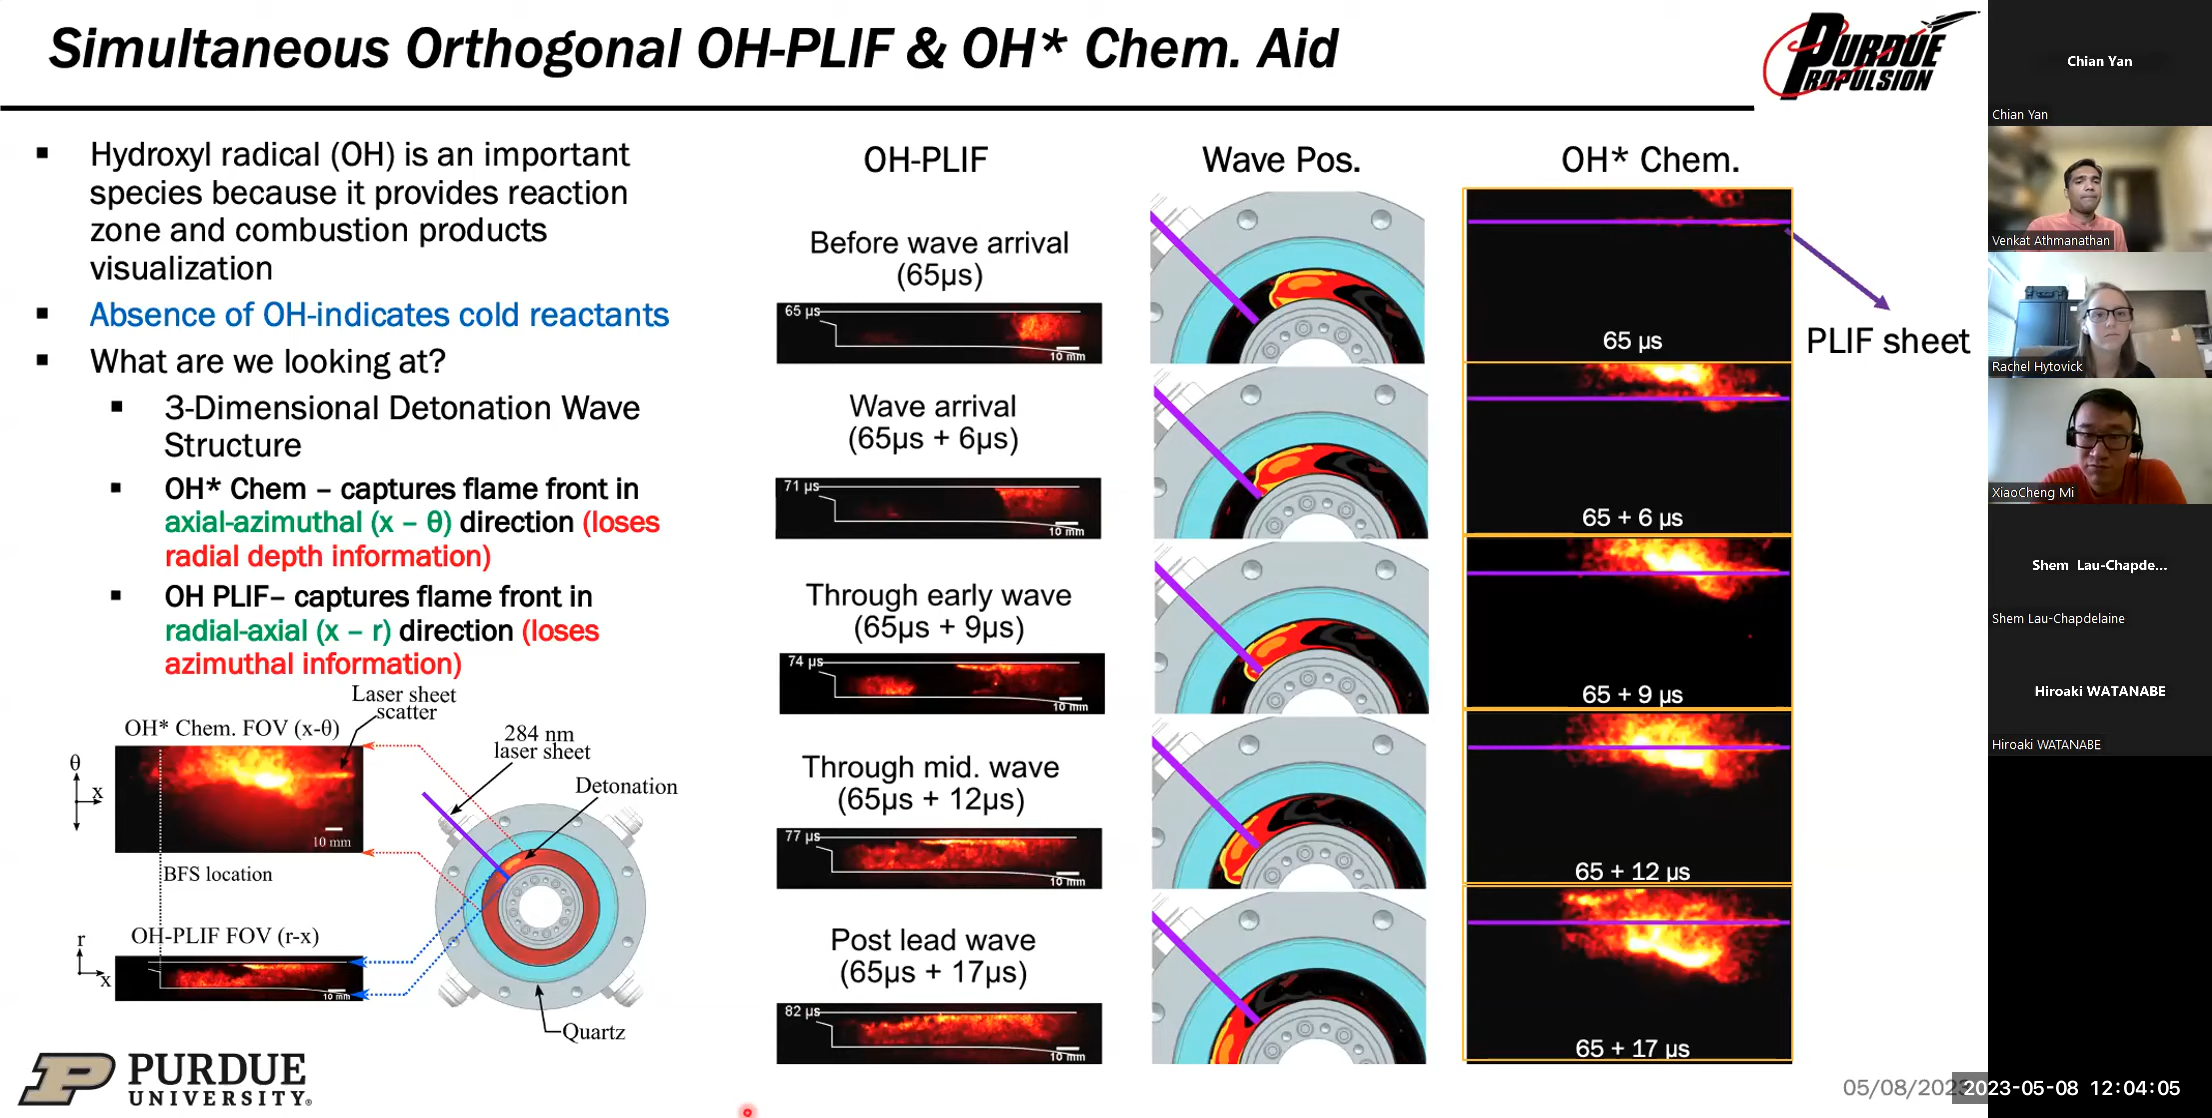 Simultaneous Orthogonal OH-PLIF & OH* Chem. Aid
PURDUE
PROPULSION
▪ Hydroxyl radical (OH) is an important
species because it provides reaction
zone and combustion products
visualization
▪ Absence of OH-indicates cold reactants
▪ What are we looking at?
▪ 3-Dimensional Detonation Wave
Structure
▪ OH* Chem – captures flame front in
axial-azimuthal (x – θ) direction (loses
radial depth information)
▪ OH PLIF– captures flame front in
radial-axial (x – r) direction (loses
azimuthal information)
Laser sheet
scatter
OH* Chem. FOV (x-θ)
θ
x
10 mm
284 nm
laser sheet
Detonation
BFS location
OH-PLIF FOV (r-x)
r
x
10 mm
Quartz
PURDUE
UNIVERSITY®
OH-PLIF
Wave Pos.
OH* Chem.
Before wave arrival
(65μs)
65 μs
10 mm
65 μs
PLIF sheet
Wave arrival
(65μs + 6μs)
71 μs
10 mm
65 + 6 μs
Through early wave
(65μs + 9μs)
74 μs
10 mm
65 + 9 μs
Through mid. wave
(65μs + 12μs)
77 μs
10 mm
65 + 12 μs
Post lead wave
(65μs + 17μs)
82 μs
10 mm
65 + 17 μs
05/08/2023
2023-05-08 12:04:05
Chian Yan
Chian Yan
Venkat Athmanathan
Rachel Hytovick
XiaoCheng Mi
Shem Lau-Chapde...
Shem Lau-Chapdelaine
Hiroaki WATANABE
Hiroaki WATANABE